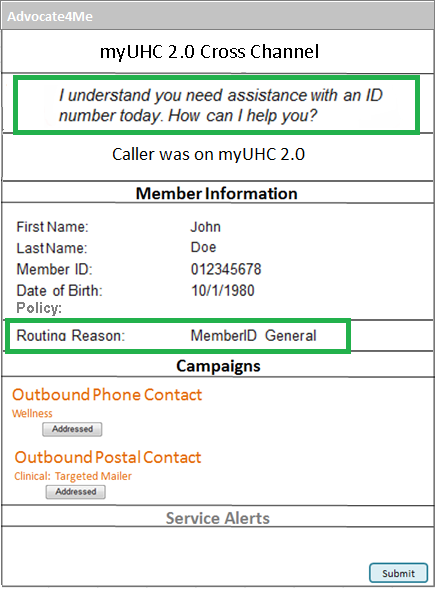 Advocate4Me
myUHC 2.0 Cross Channel
I understand you need assistance with an ID
number today. How can I help you?
Caller was on myUHC 2.0
Member Information
First Name: John
Last Name: Doe
Member ID: 012345678
Date of Birth: 10/1/1980
Policy:
Routing Reason: MemberID_General
Campaigns
Outbound Phone Contact
Wellness
Addressed
Outbound Postal Contact
Clinical: Targeted Mailer
Addressed
Service Alerts
Submit